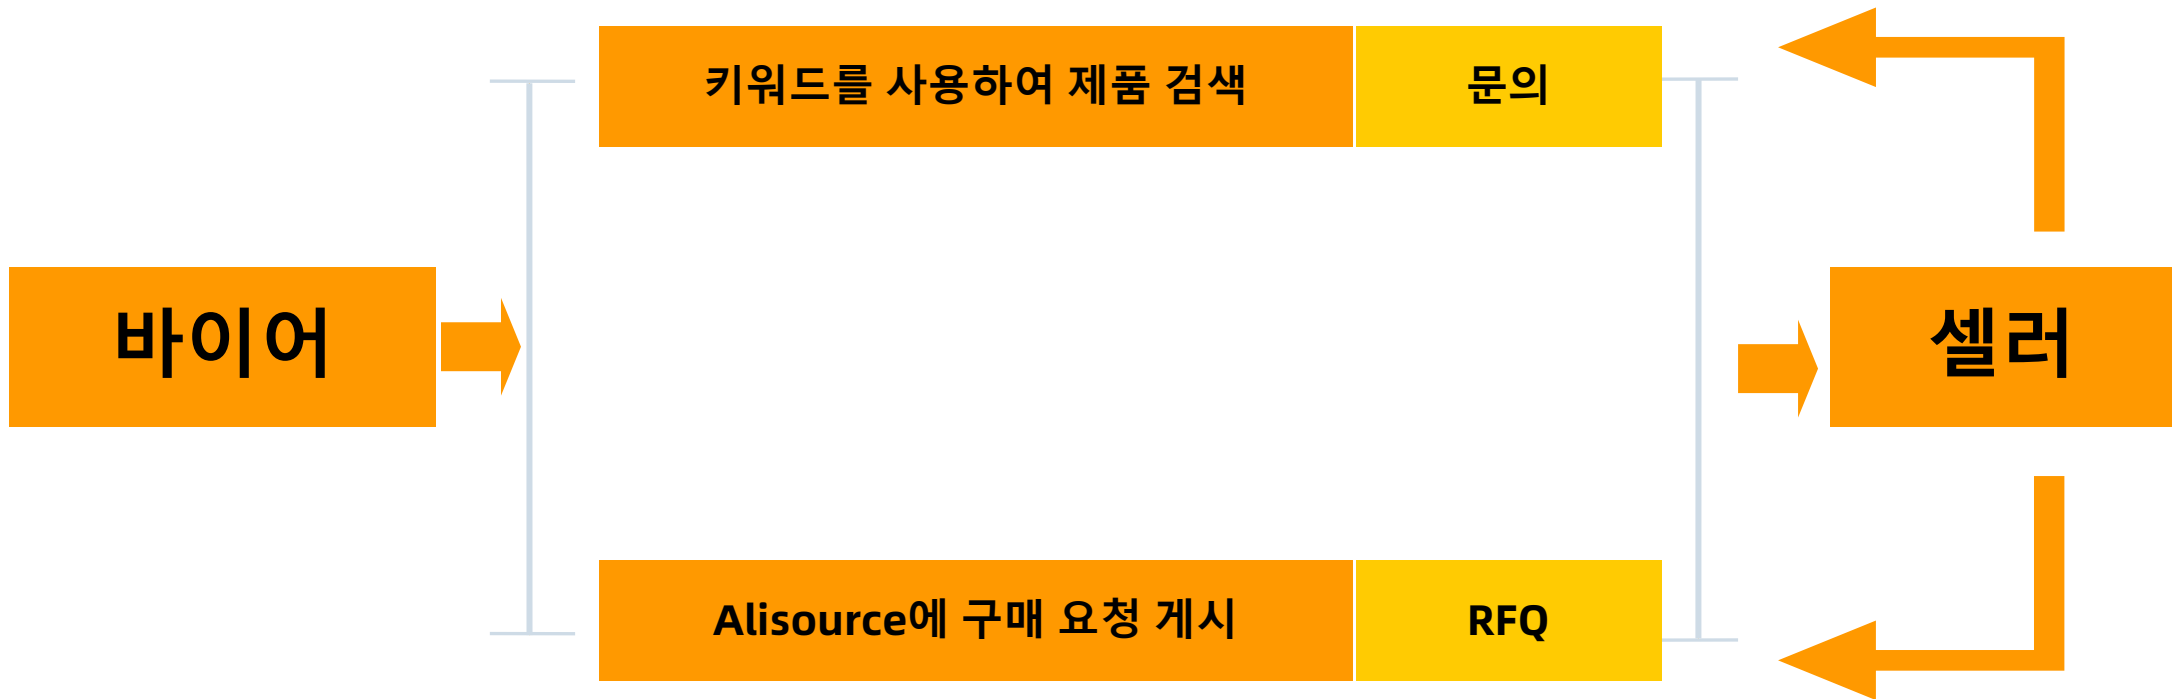 키워드를 사용하여 제품 검색
문의
바이어
셀러
Alisource에 구매 요청 게시
RFQ